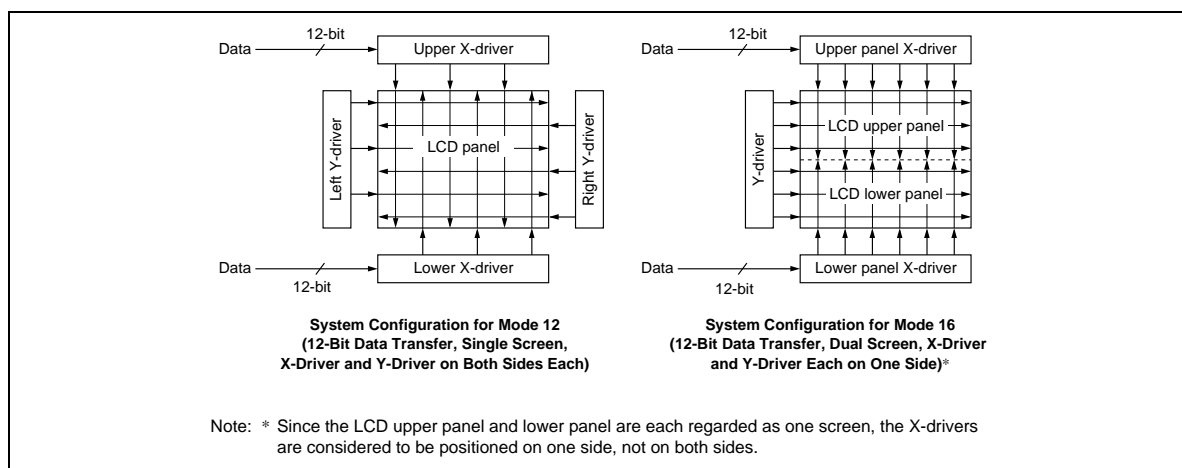 12-bit
Data
Upper X-driver
Left Y-driver
LCD panel
Right Y-driver
Data
Lower X-driver
12-bit
System Configuration for Mode 12
(12-Bit Data Transfer, Single Screen,
X-Driver and Y-Driver on Both Sides Each)
12-bit
Data
Upper panel X-driver
Y-driver
LCD upper panel
LCD lower panel
Data
Lower panel X-driver
12-bit
System Configuration for Mode 16
(12-Bit Data Transfer, Dual Screen, X-Driver
and Y-Driver Each on One Side)*
Note: * Since the LCD upper panel and lower panel are each regarded as one screen, the X-drivers
are considered to be positioned on one side, not on both sides.